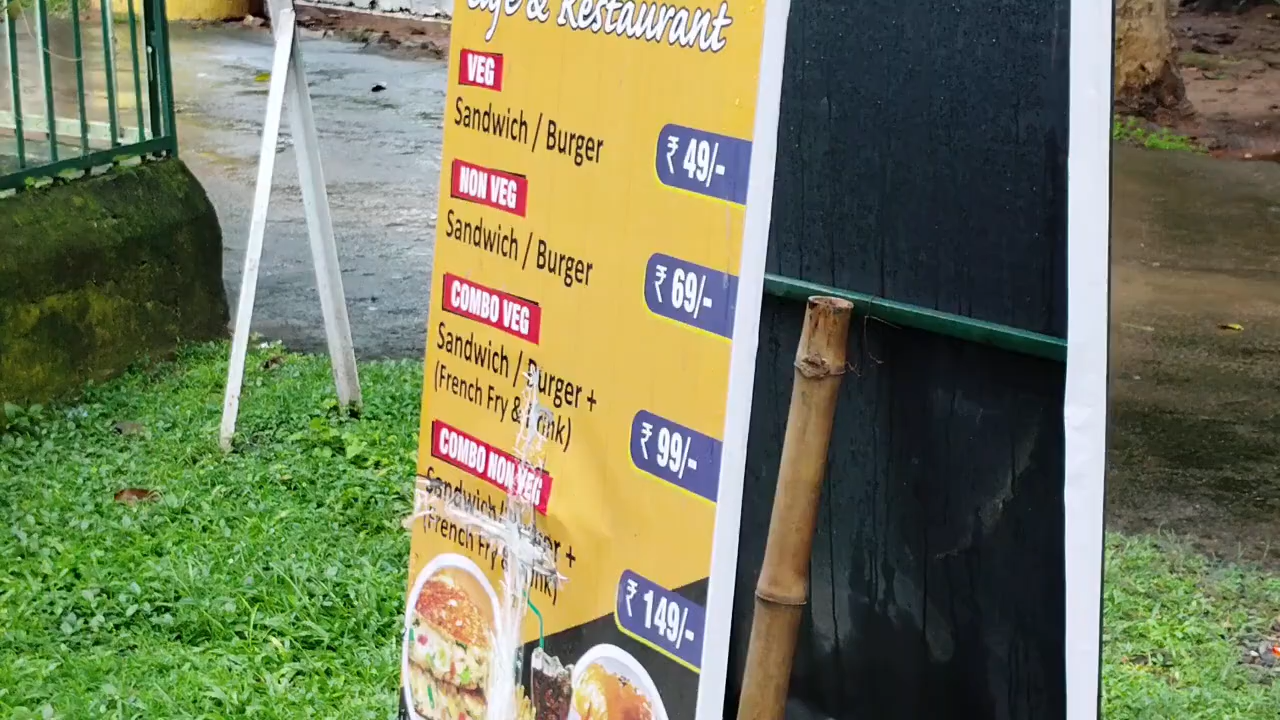 Cafe & Restaurant
VEG
Sandwich / Burger
₹ 49/-
NON VEG
Sandwich / Burger
₹ 69/-
COMBO VEG
Sandwich / Burger +
(French Fry & Drink)
₹ 99/-
COMBO NON VEG
Sandwich / Burger +
(French Fry & Drink)
₹ 149/-